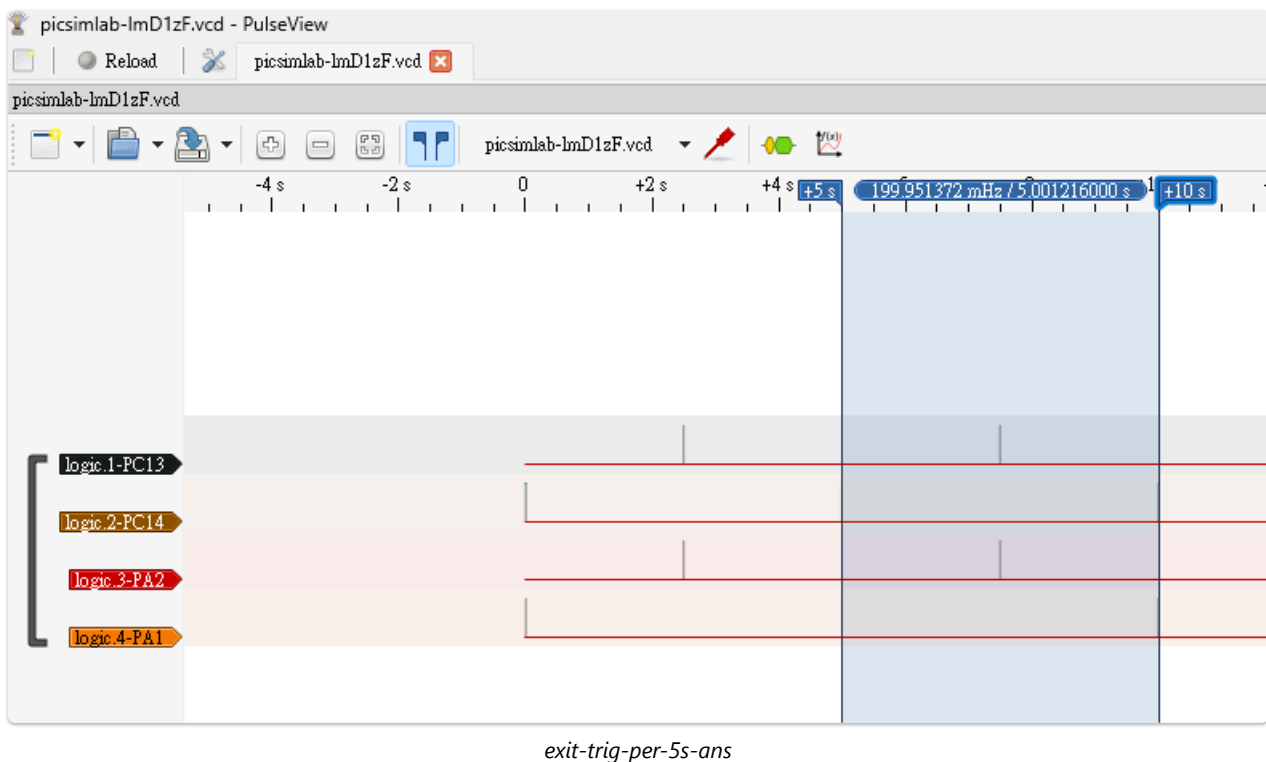 picsimlab-lmD1zF.vcd - PulseView
Reload picsimlab-lmD1zF.vcd
picsimlab-lmD1zF.vcd
picsimlab-lmD1zF.vcd
-4 s -2 s 0 +2 s +4 s +5 s 199.951372 mHz / 5.001216000 s +10 s
logic.1-PC13
logic.2-PC14
logic.3-PA2
logic.4-PA1
exit-trig-per-5s-ans